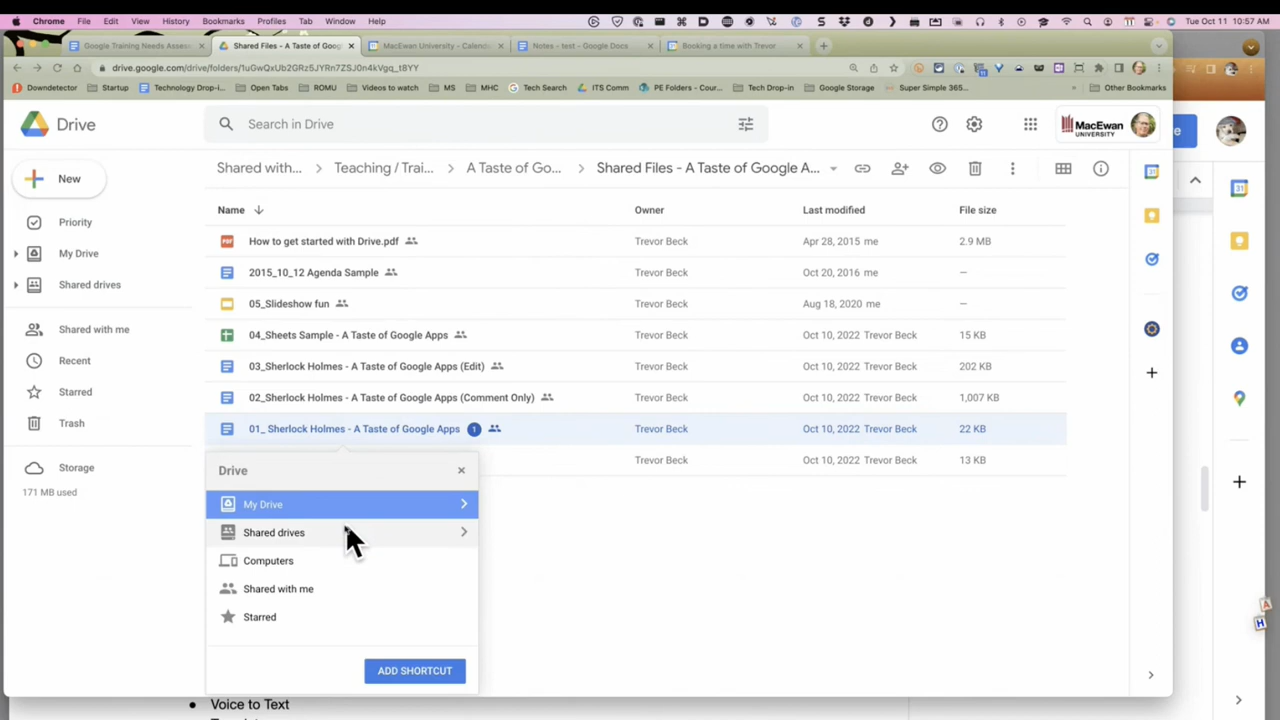 Chrome File Edit View History Bookmarks Profiles Tab Window Help Tue Oct 11 10:57 AM
Google Training Needs Assess Shared Files - A Taste of Goog MacEwan University - Calenda Notes - test - Google Docs Booking a time with Trevor
drive.google.com/drive/folders/1uGwQxUb2GRz5JYRn7ZSJ0n4kVgq_t8YY
Downdetector Startup Technology Drop-i... Open Tabs ROMU Videos to watch MS MHC Tech Search ITS Comm PE Folders - Cour... Tech Drop-in Google Storage Super Simple 365... » Other Bookmarks
Drive
Search in Drive
MacEwan
UNIVERSITY
New
Shared with... > Teaching / Trai... > A Taste of Go... > Shared Files - A Taste of Google A...
Priority
My Drive
Shared drives
Shared with me
Recent
Starred
Trash
Storage
171 MB used
Name Owner Last modified File size
How to get started with Drive.pdf Trevor Beck Apr 28, 2015 me 2.9 MB
2015_10_12 Agenda Sample Trevor Beck Oct 20, 2016 me —
05_Slideshow fun Trevor Beck Aug 18, 2020 me —
04_Sheets Sample - A Taste of Google Apps Trevor Beck Oct 10, 2022 Trevor Beck 15 KB
03_Sherlock Holmes - A Taste of Google Apps (Edit) Trevor Beck Oct 10, 2022 Trevor Beck 202 KB
02_Sherlock Holmes - A Taste of Google Apps (Comment Only) Trevor Beck Oct 10, 2022 Trevor Beck 1,007 KB
01_ Sherlock Holmes - A Taste of Google Apps 1 Trevor Beck Oct 10, 2022 Trevor Beck 22 KB
Trevor Beck Oct 10, 2022 Trevor Beck 13 KB
Drive
My Drive
Shared drives
Computers
Shared with me
Starred
ADD SHORTCUT
A
H
• Voice to Text